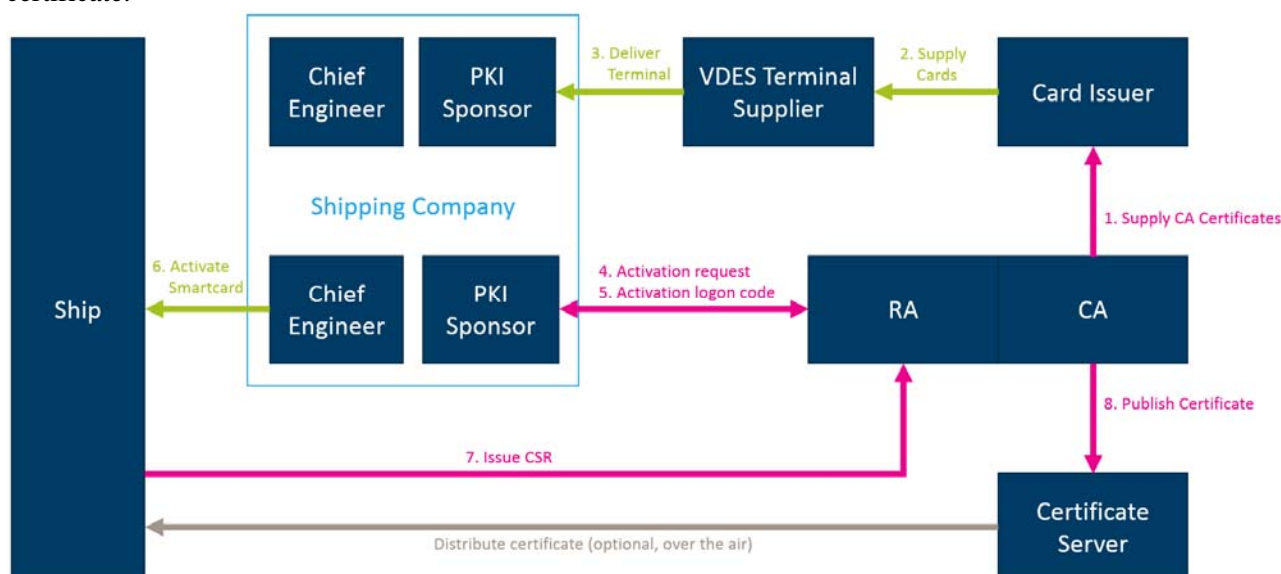 certificate.
Chief
Engineer
PKI
Sponsor
3. Deliver
Terminal
VDES Terminal
Supplier
2. Supply
Cards
Card Issuer
Shipping Company
1. Supply CA Certificates
Ship
6. Activate
Smartcard
Chief
Engineer
PKI
Sponsor
4. Activation request
5. Activation logon code
RA
CA
8. Publish Certificate
7. Issue CSR
Distribute certificate (optional, over the air)
Certificate
Server